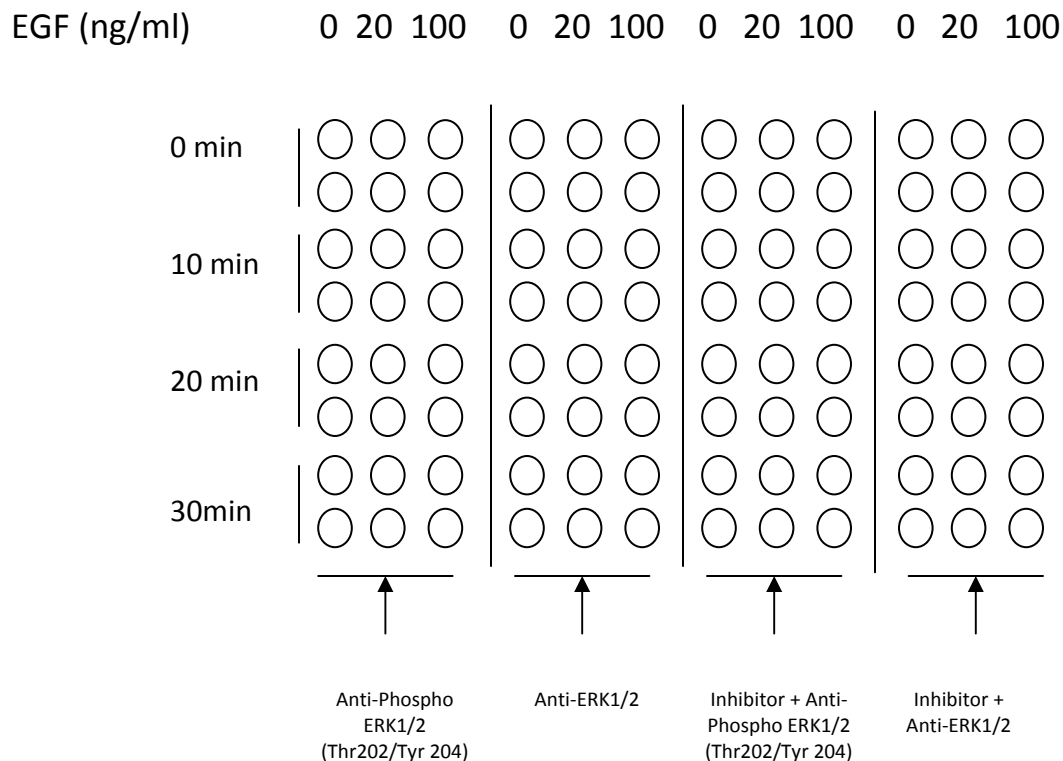 EGF (ng/ml) 0 20 100 0 20 100 0 20 100 0 20 100
0 min
10 min
20 min
30min
Anti-Phospho
ERK1/2
(Thr202/Tyr 204)
Anti-ERK1/2
Inhibitor + Anti-
Phospho ERK1/2
(Thr202/Tyr 204)
Inhibitor +
Anti-ERK1/2